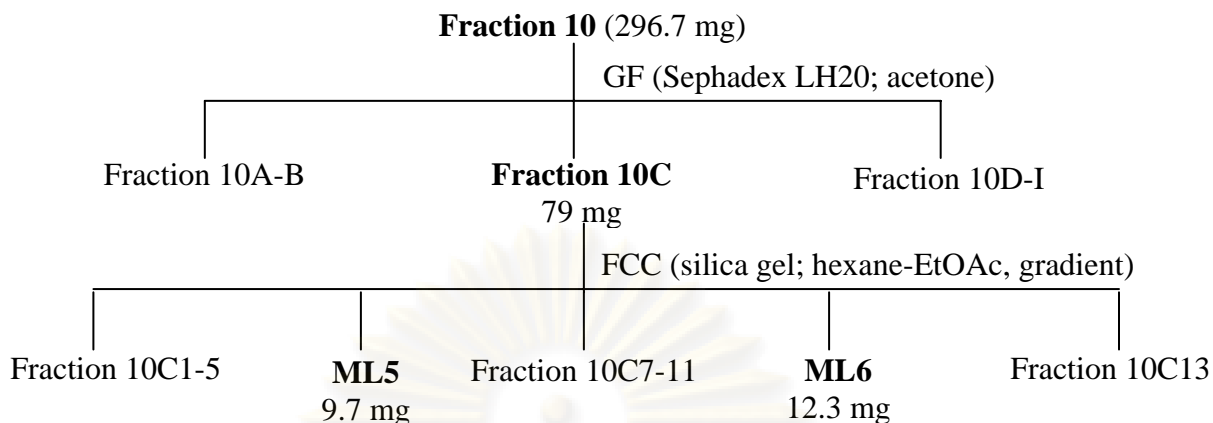 Fraction 10 (296.7 mg)
GF (Sephadex LH20; acetone)
Fraction 10A-B
Fraction 10C
79 mg
Fraction 10D-I
FCC (silica gel; hexane-EtOAc, gradient)
Fraction 10C1-5
ML5
9.7 mg
Fraction 10C7-11
ML6
12.3 mg
Fraction 10C13